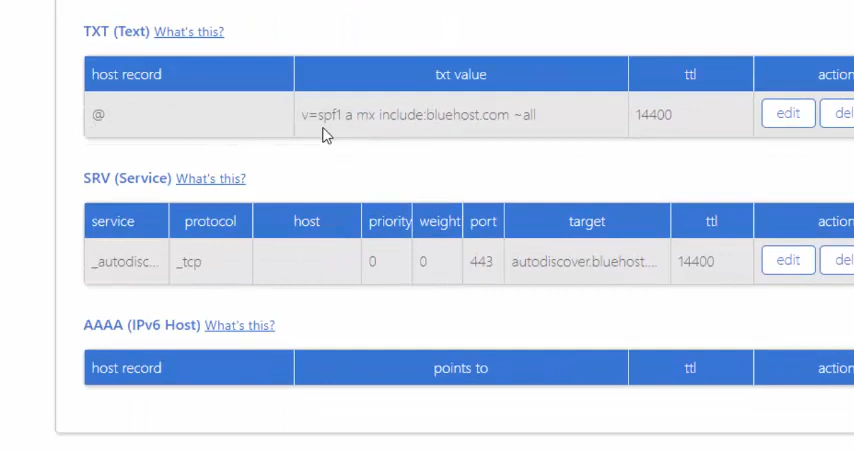 TXT (Text) What's this?
host record txt value ttl action
@ v=spf1 a mx include:bluehost.com ~all 14400 edit del
SRV (Service) What's this?
service protocol host priority weight port target ttl action
_autodisc... _tcp 0 0 443 autodiscover.bluehost.... 14400 edit del
AAAA (IPv6 Host) What's this?
host record points to ttl action